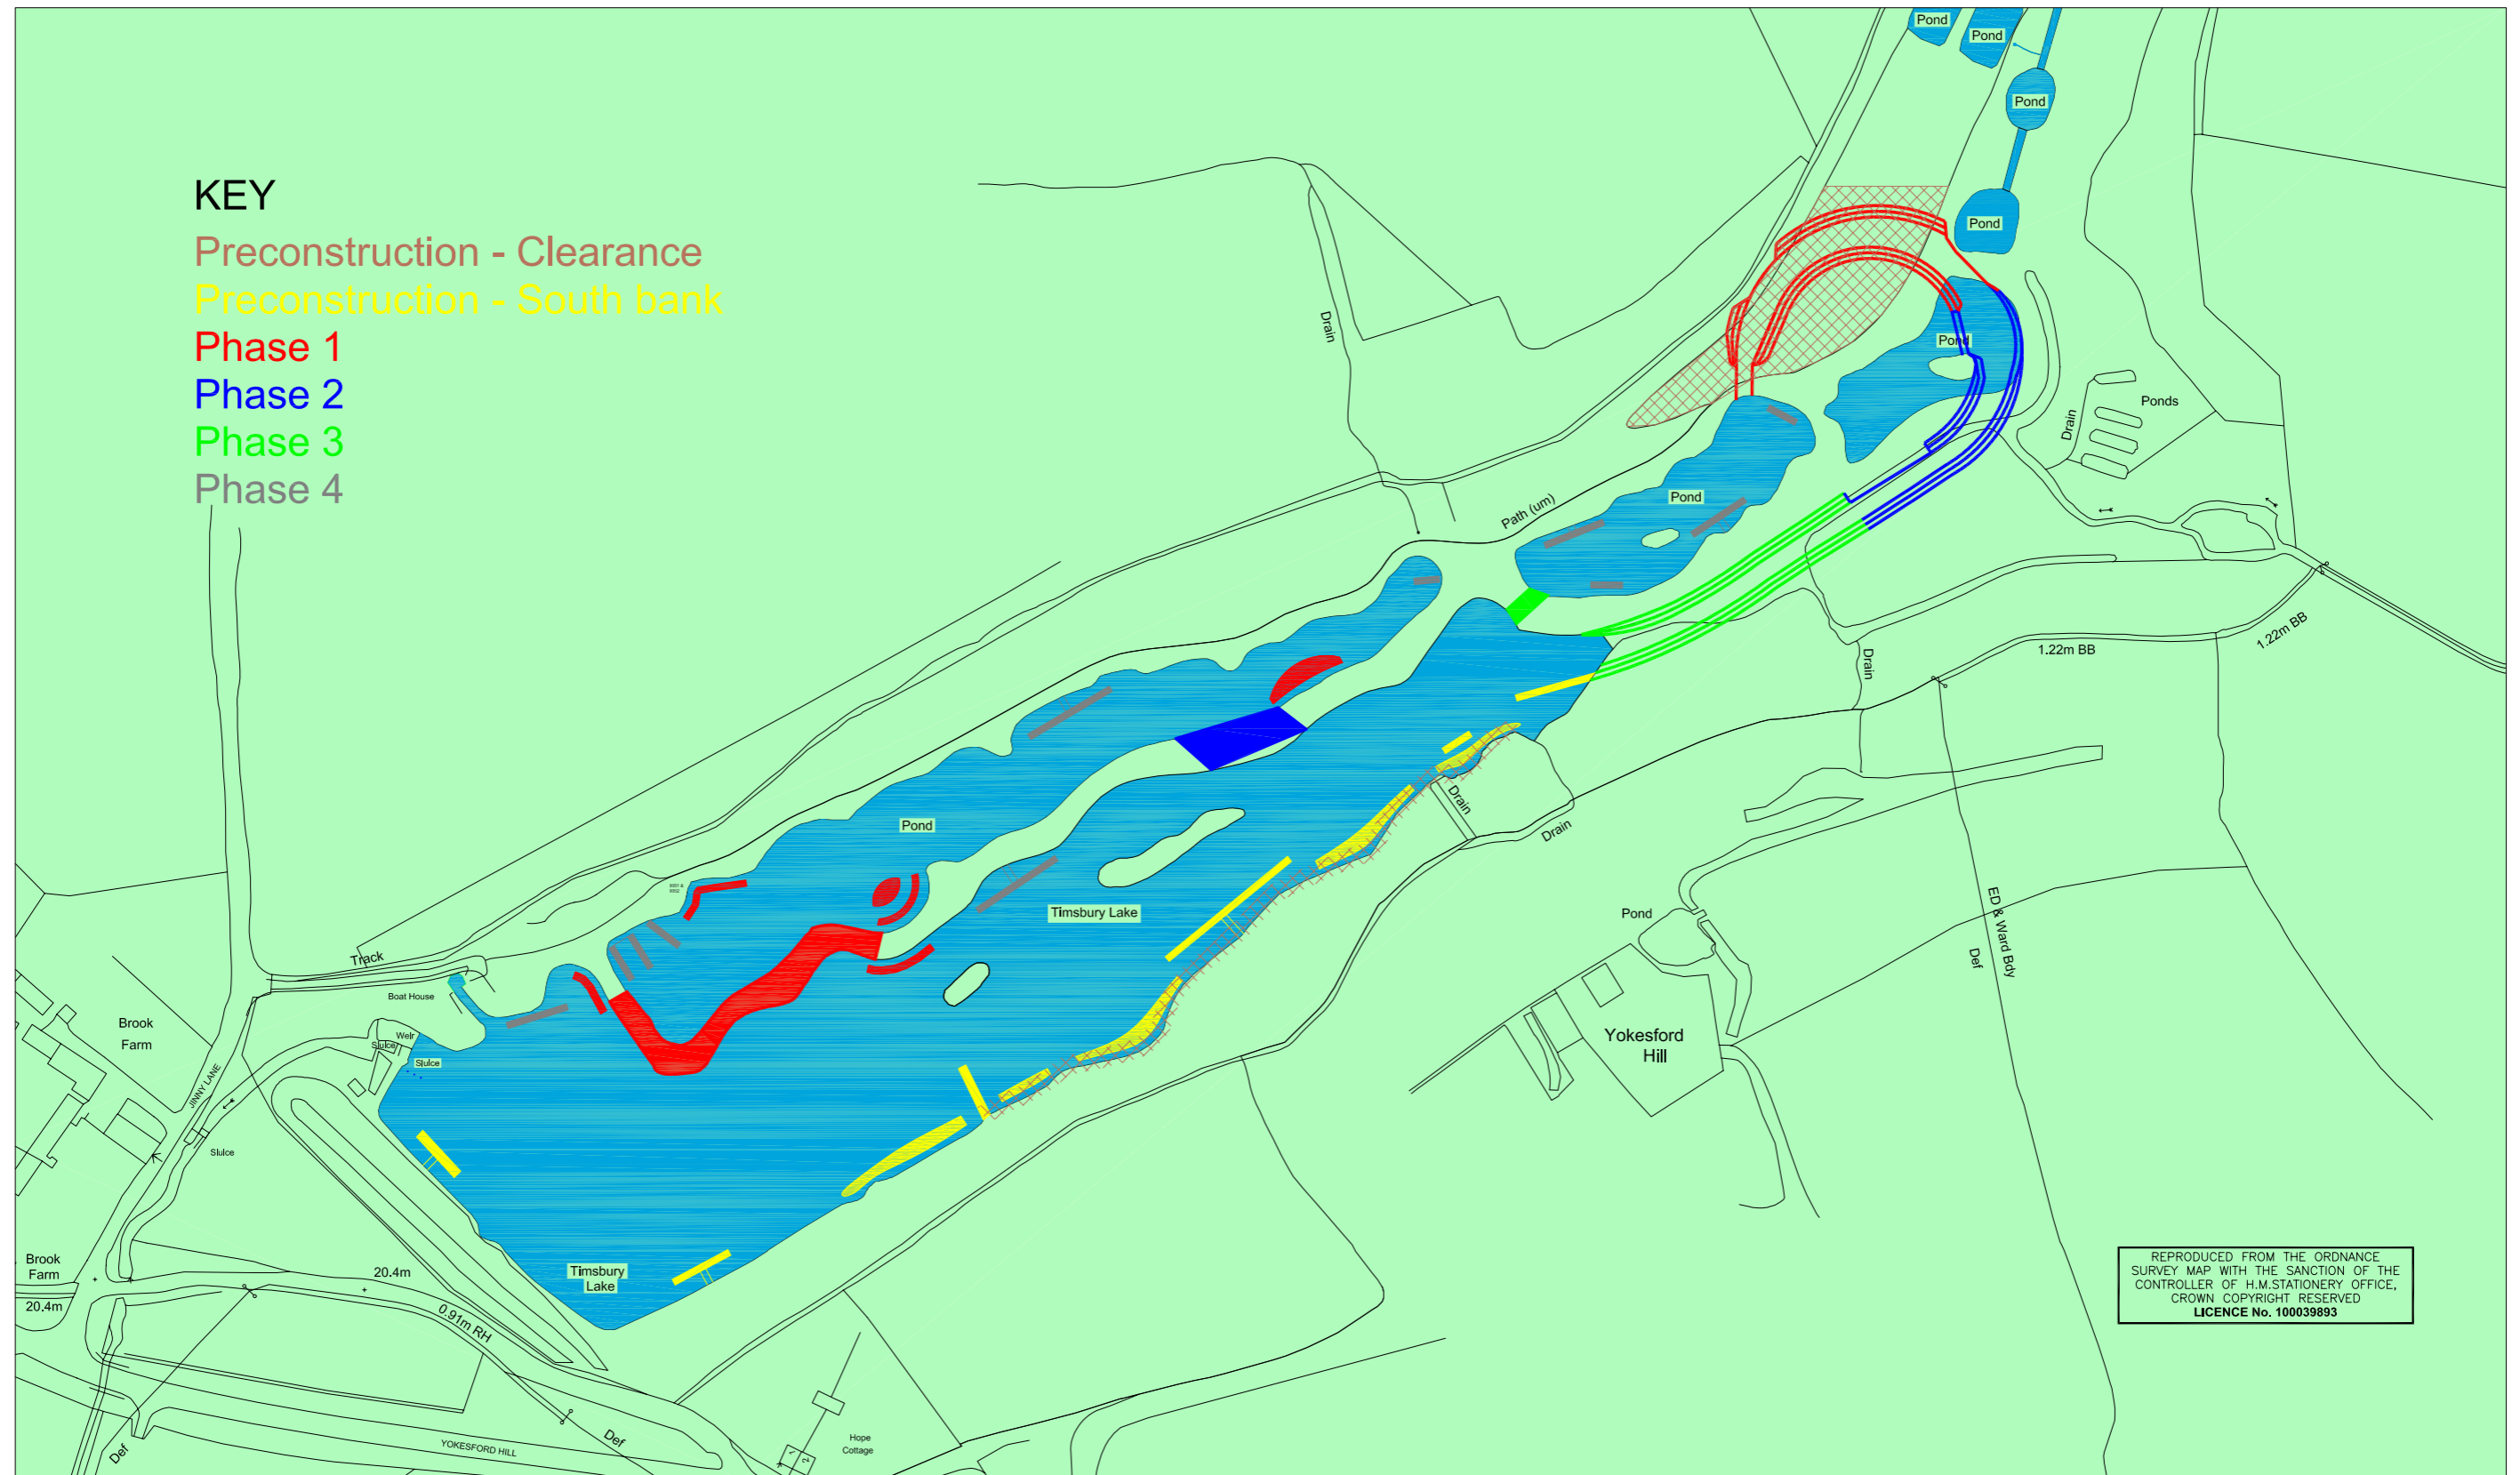 KEY
Preconstruction - Clearance
Preconstruction - South bank
Phase 1
Phase 2
Phase 3
Phase 4
Pond
Pond
Pond
Pond
Drain
Pond
Drain
Ponds
Pond
Path (um)
1.22m BB
1.22m BB
Drain
Drain
Drain
Pond
Timsbury Lake
Pond
ED & Ward Bdy
Def
Track
Boat House
Brook
Farm
Weir
Sluice
Sluice
JINNY LANE
Sluice
Yokesford
Hill
Brook
Farm
20.4m
20.4m
0.91m RH
Timsbury
Lake
Def
Def
YOKESFORD HILL
Hope
Cottage
1
2
REPRODUCED FROM THE ORDNANCE
SURVEY MAP WITH THE SANCTION OF THE
CONTROLLER OF H.M.STATIONERY OFFICE,
CROWN COPYRIGHT RESERVED
LICENCE No. 100039893